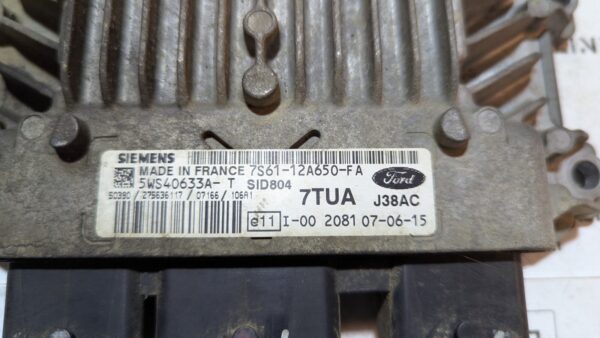 SIEMENS
MADE IN FRANCE 7S61-12A650-FA
5WS40633A- T SID804
7TUA
Ford
J38AC
S0390 / 275636117 / 07166 / 106A1
e11 I-00 2081 07-06-15